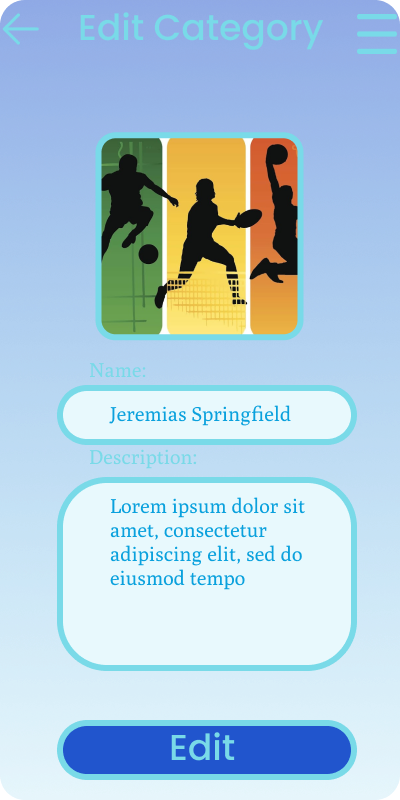 Edit Category
Name:
Jeremias Springfield
Description:
Lorem ipsum dolor sit
amet, consectetur
adipiscing elit, sed do
eiusmod tempo
Edit